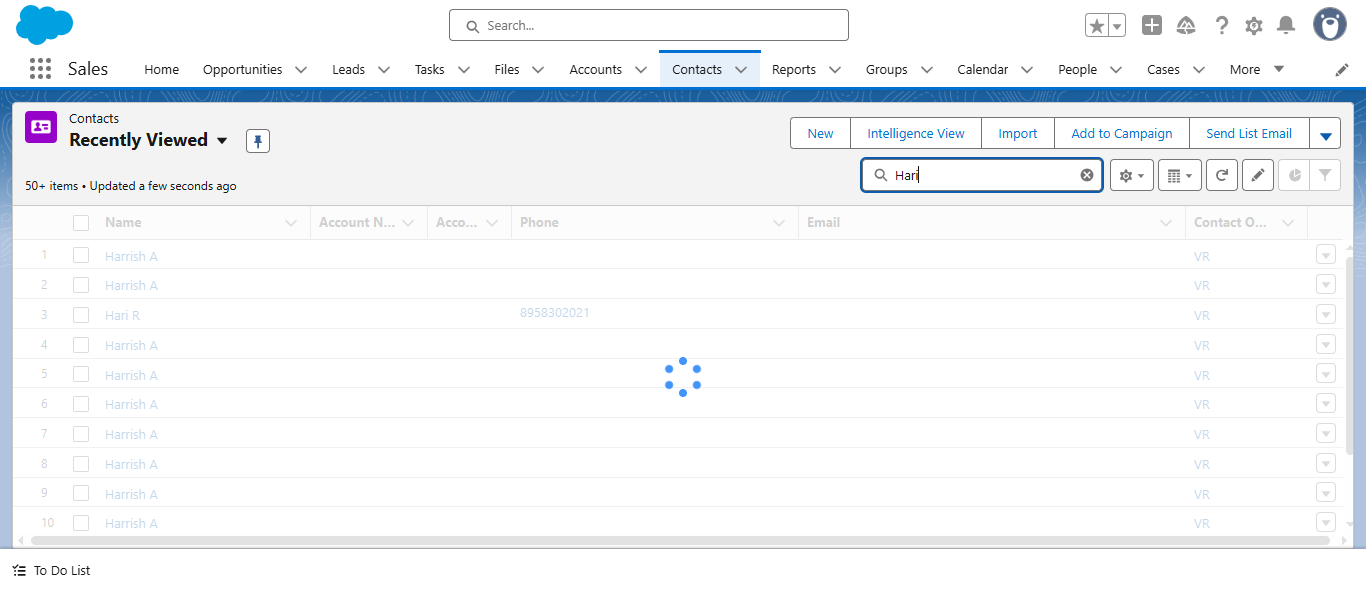 Search...
Sales Home Opportunities Leads Tasks Files Accounts Contacts Reports Groups Calendar People Cases More
Contacts
Recently Viewed
New Intelligence View Import Add to Campaign Send List Email
50+ items • Updated a few seconds ago
Hari
Name Account N... Acco... Phone Email Contact O...
1 Harrish A VR
2 Harrish A VR
3 Hari R 8958302021 VR
4 Harrish A VR
5 Harrish A VR
6 Harrish A VR
7 Harrish A VR
8 Harrish A VR
9 Harrish A VR
10 Harrish A VR
To Do List